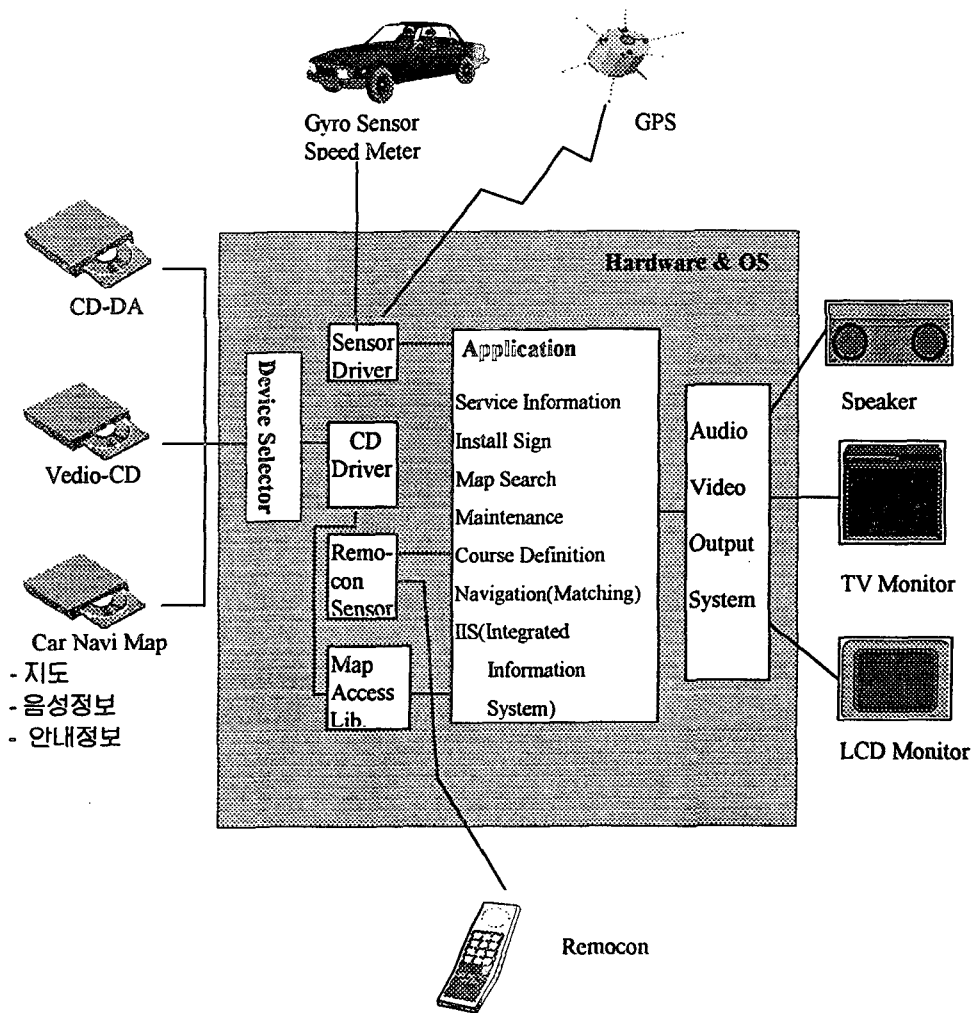 Gyro Sensor
Speed Meter
GPS
Hardware & OS
CD-DA
Vedio-CD
Car Navi Map
- 지도
- 음성정보
- 안내정보
Device Selector
Sensor
Driver
CD
Driver
Remo-
con
Sensor
Map
Access
Lib.
Application
Service Information
Install Sign
Map Search
Maintenance
Course Definition
Navigation(Matching)
IIS(Integrated
Information
System)
Audio
Video
Output
System
Speaker
TV Monitor
LCD Monitor
Remocon